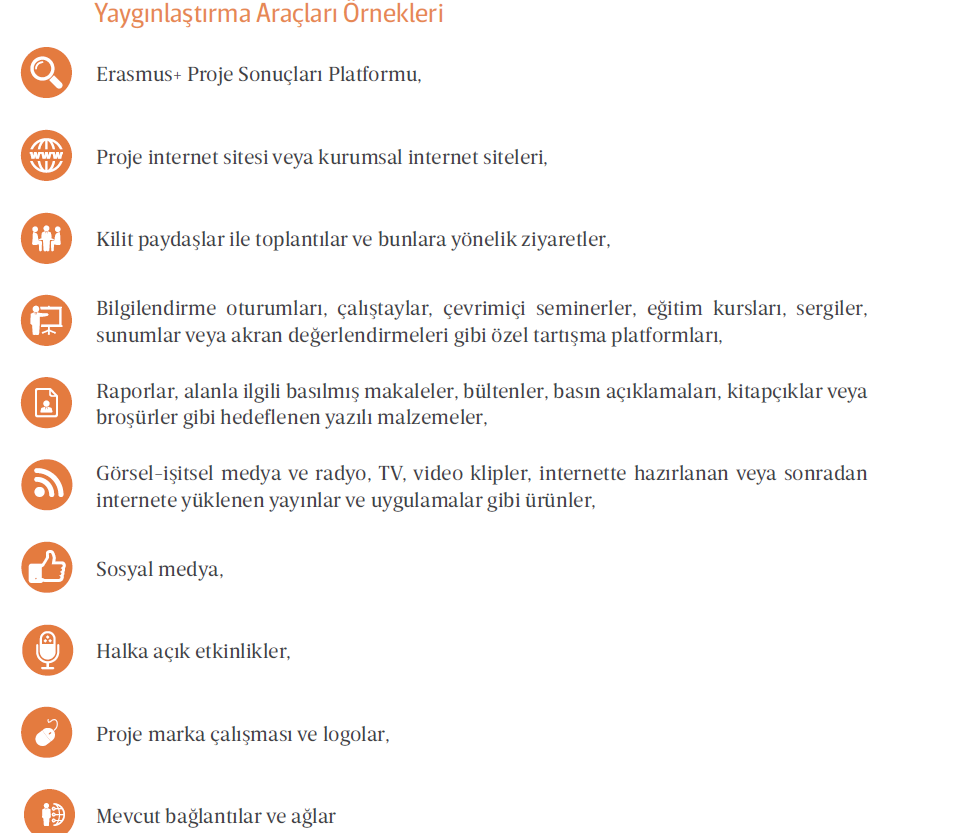 Yaygınlaştırma Araçları Örnekleri
Erasmus+ Proje Sonuçları Platformu,
www
Proje internet sitesi veya kurumsal internet siteleri,
Kilit paydaşlar ile toplantılar ve bunlara yönelik ziyaretler,
Bilgilendirme oturumları, çalıştaylar, çevrimiçi seminerler, eğitim kursları, sergiler,
sunumlar veya akran değerlendirmeleri gibi özel tartışma platformları,
Raporlar, alanla ilgili basılmış makaleler, bültenler, basın açıklamaları, kitapçıklar veya
broşürler gibi hedeflenen yazılı malzemeler,
Görsel-işitsel medya ve radyo, TV, video klipler, internette hazırlanan veya sonradan
internete yüklenen yayınlar ve uygulamalar gibi ürünler,
Sosyal medya,
Halka açık etkinlikler,
Proje marka çalışması ve logolar,
Mevcut bağlantılar ve ağlar